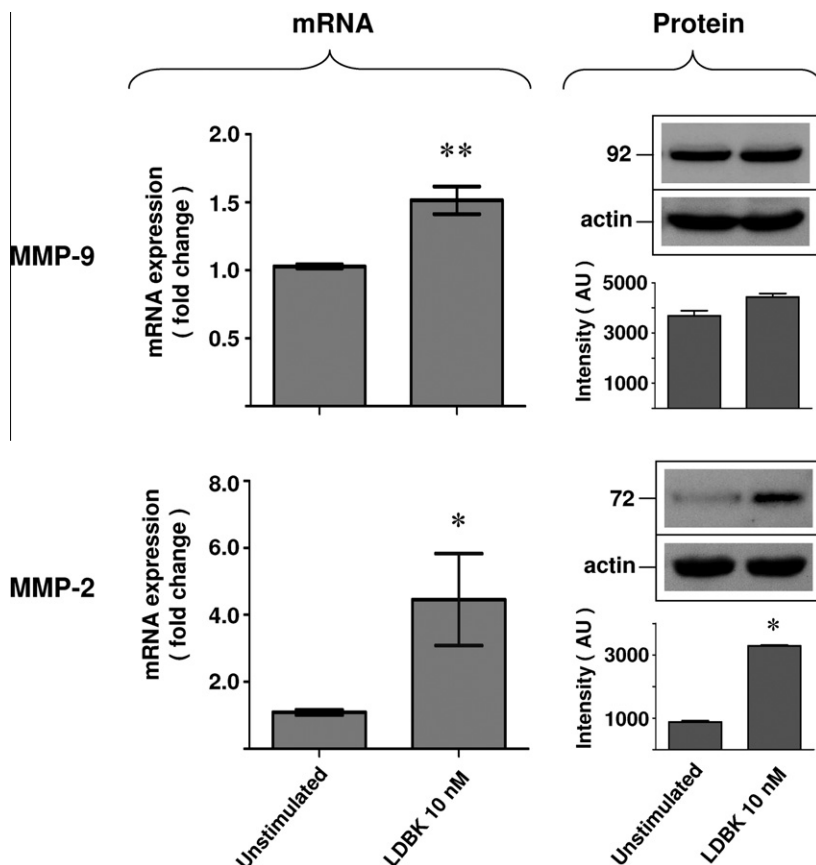 mRNA
Protein
MMP-9
mRNA expression
( fold change )
2.0
1.5
1.0
0.5
**
92
actin
Intensity ( AU )
5000
3000
1000
MMP-2
mRNA expression
( fold change )
8.0
6.0
4.0
2.0
*
72
actin
Intensity ( AU )
3000
1000
*
Unstimulated
LDBK 10 nM
Unstimulated
LDBK 10 nM